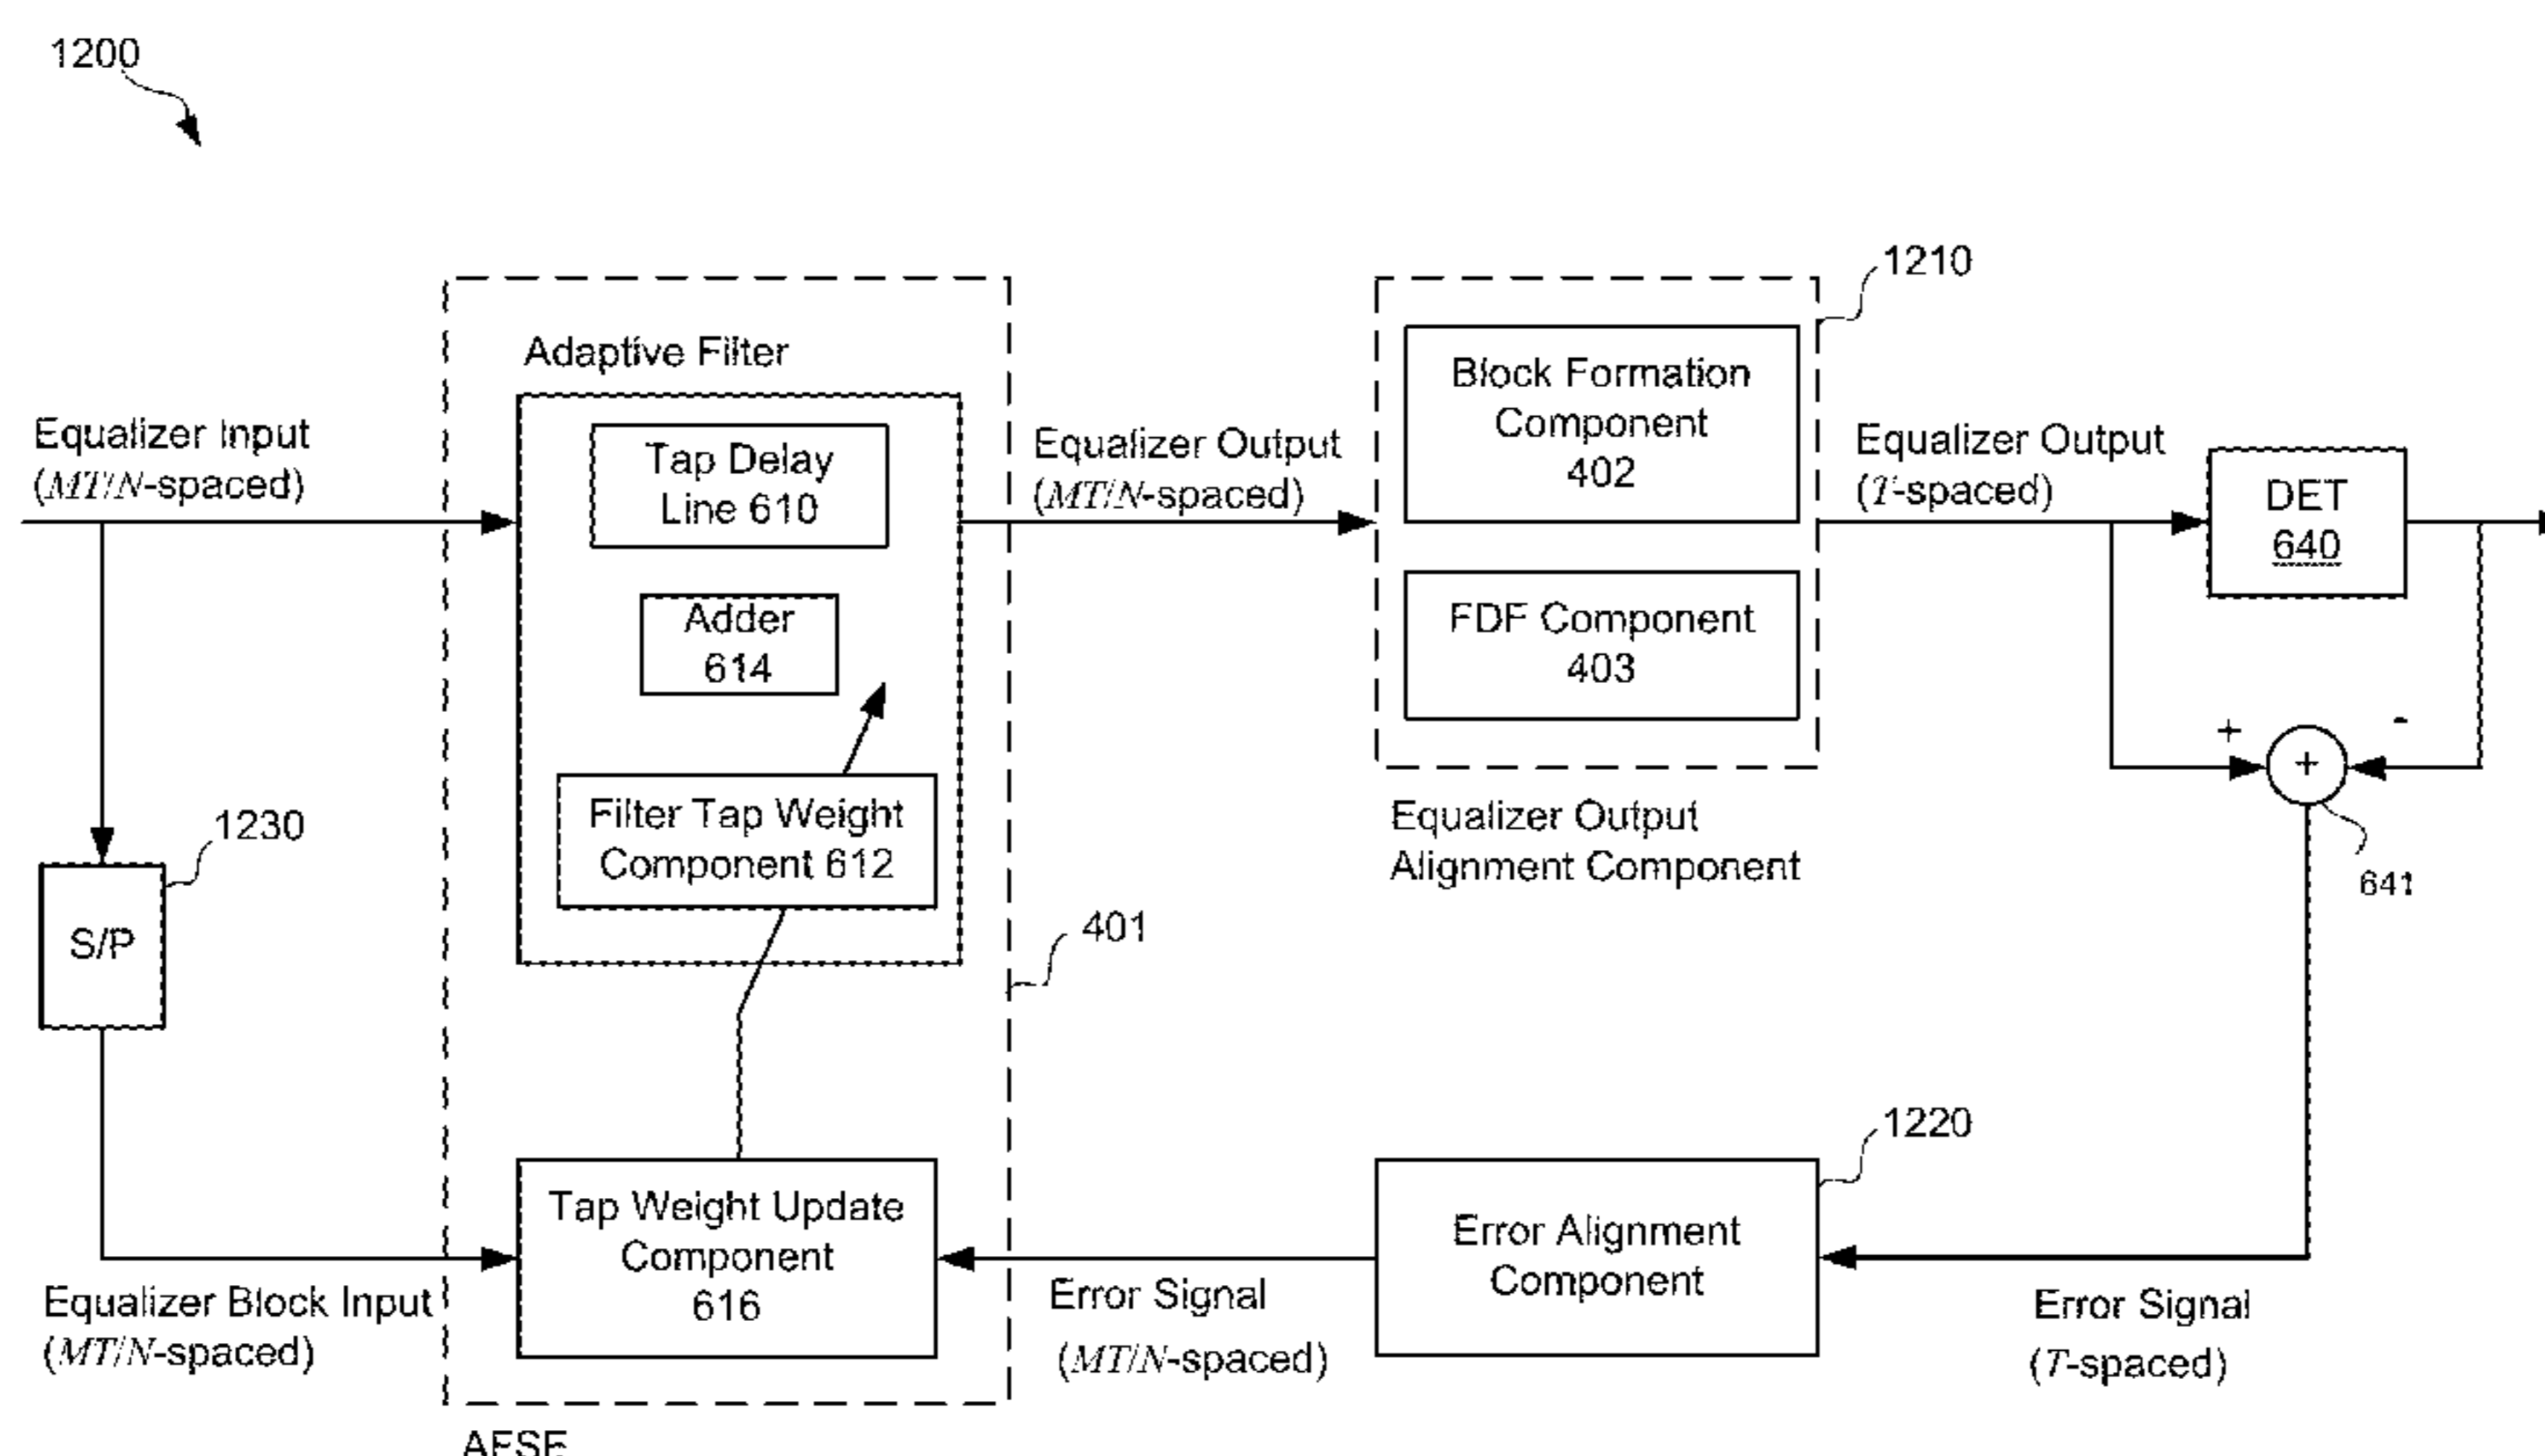 1200
1210
Adaptive Filter
Block Formation
Component
402
Equalizer Input
(MT/N-spaced)
Tap Delay
Line 610
Equalizer Output
(MT/N-spaced)
Equalizer Output
(T-spaced)
DET
640
Adder
614
FDF Component
403
+
-
+
Filter Tap Weight
Component 612
Equalizer Output
Alignment Component
641
1230
S/P
401
1220
Tap Weight Update
Component
616
Error Alignment
Component
Equalizer Block Input
(MT/N-spaced)
Error Signal
(MT/N-spaced)
Error Signal
(T-spaced)
AFSE